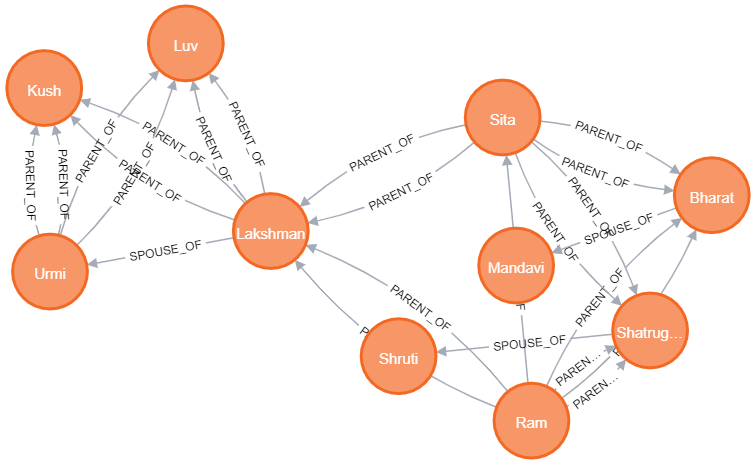 Luv
Kush
Sita
PARENT_OF
PARENT_OF
PARENT_OF
PARENT_OF
PARENT_OF
PARENT_OF
PARENT_OF
PARENT_OF
PARENT_OF
PARENT_OF
PARENT_OF
PARENT_OF
Bharat
PARENT_OF
PARENT_OF
Lakshman
SPOUSE_OF
SPOUSE_OF
Urmi
Mandavi
PARENT_OF
PARENT_OF
Shatrug...
SPOUSE_OF
Shruti
PAREN...
PAREN...
Ram